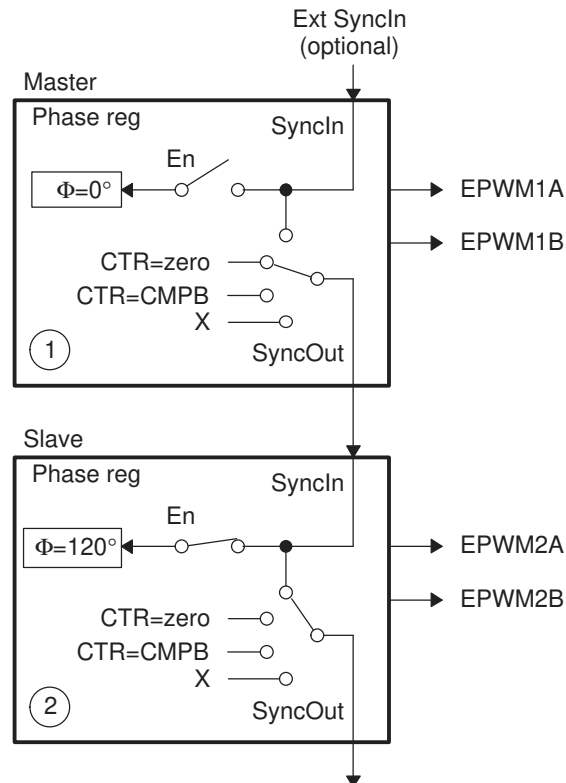 Ext SyncIn
(optional)
Master
Phase reg
SyncIn
En
Φ=0°
EPWM1A
EPWM1B
CTR=zero
CTR=CMPB
X
1
SyncOut
Slave
Phase reg
SyncIn
En
Φ=120°
EPWM2A
EPWM2B
CTR=zero
CTR=CMPB
X
2
SyncOut